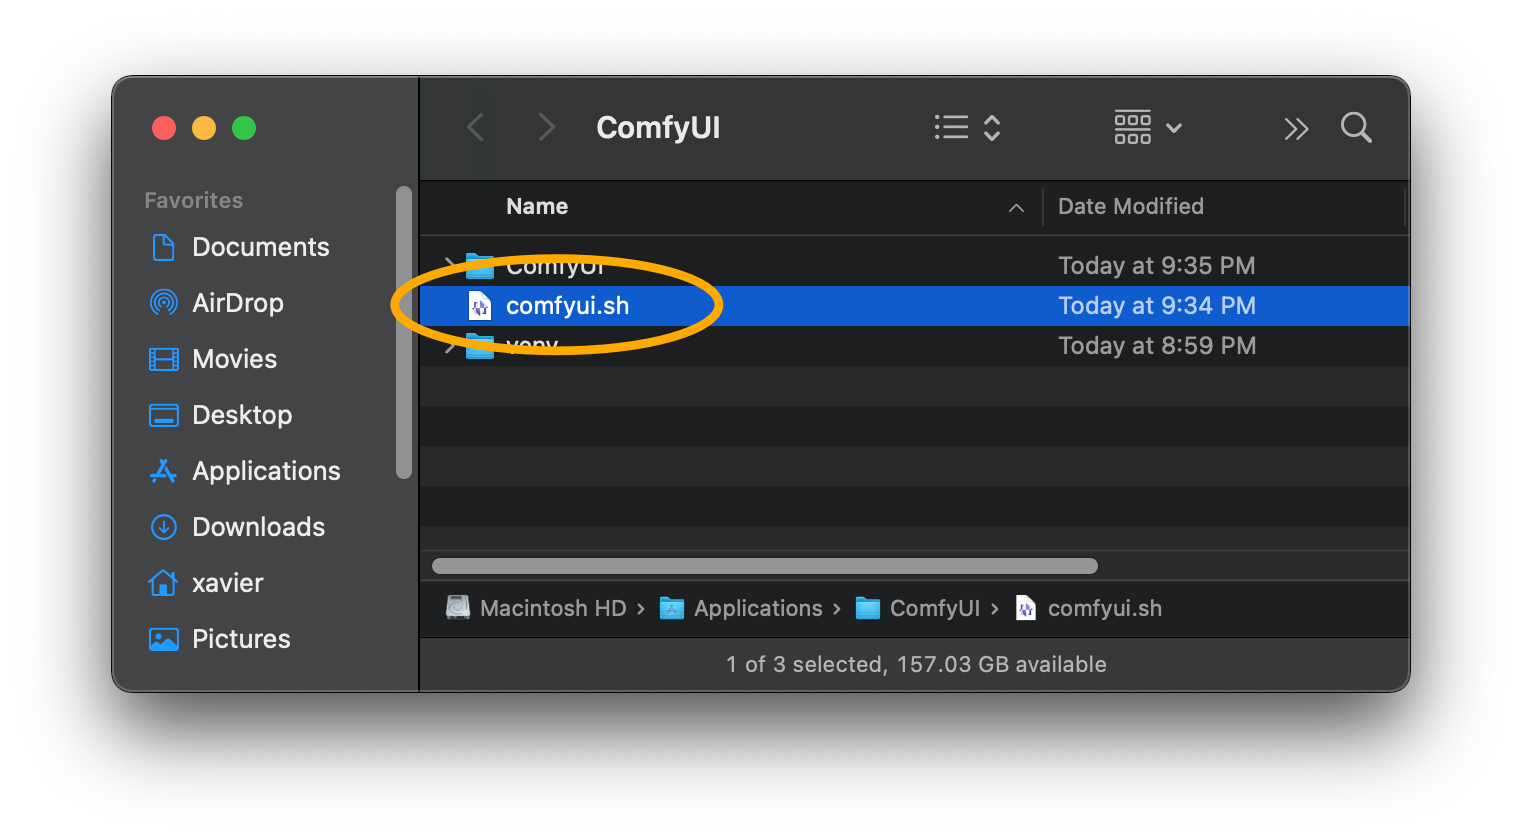 ComfyUI
Favorites
Documents
AirDrop
Movies
Desktop
Applications
Downloads
xavier
Pictures
Name Date Modified
ComfyUI Today at 9:35 PM
comfyui.sh Today at 9:34 PM
venv Today at 8:59 PM
Macintosh HD › Applications › ComfyUI › comfyui.sh
1 of 3 selected, 157.03 GB available